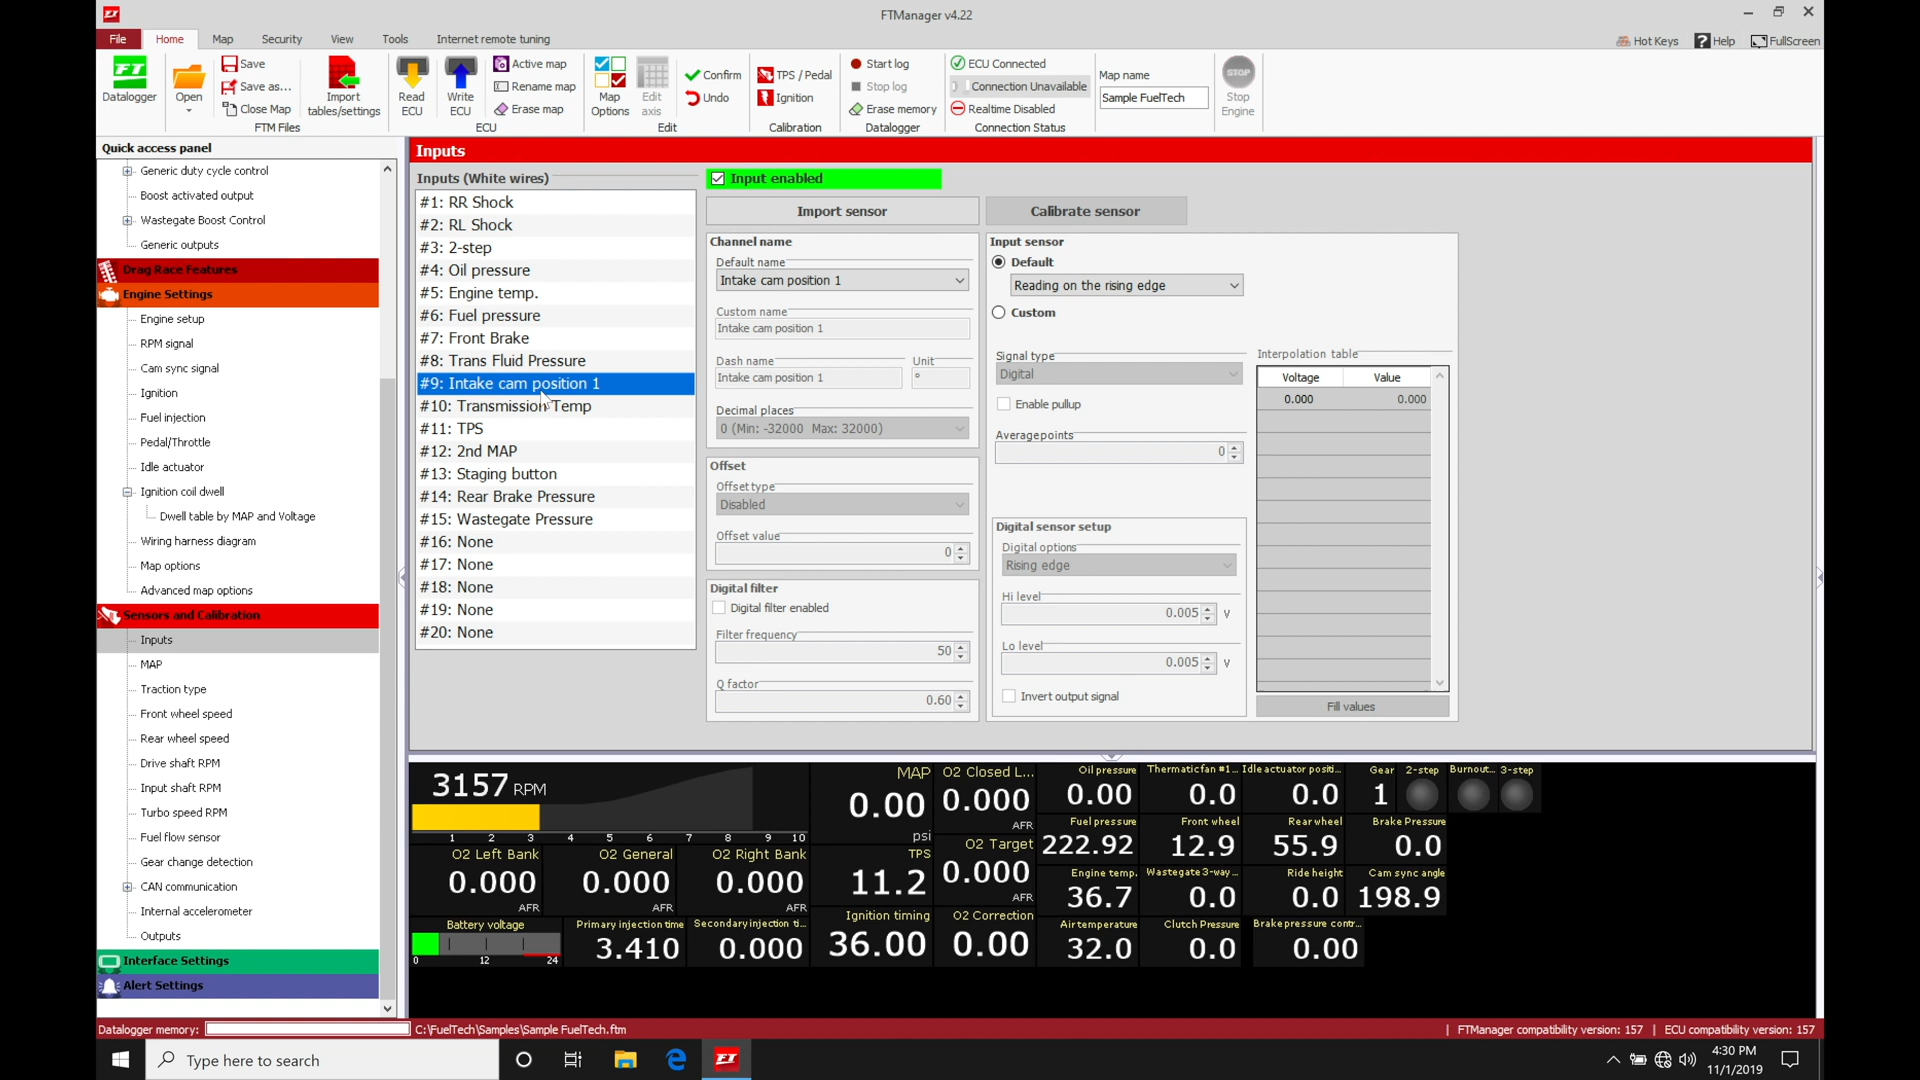 FTManager v4.22
File
Home
Map
Security
View
Tools
Internet remote tuning
Hot Keys
Help
FullScreen
Datalogger
Open
Save
Save as...
Close Map
FTM Files
Import tables/settings
Read ECU
Write ECU
Active map
Rename map
Erase map
ECU
Map Options
Edit axis
Confirm
Undo
Edit
TPS / Pedal
Ignition
Calibration
Start log
Stop log
Erase memory
Datalogger
ECU Connected
Connection Unavailable
Realtime Disabled
Connection Status
Map name
Sample FuelTech
STOP
Stop Engine
Quick access panel
Generic duty cycle control
Boost activated output
Wastegate Boost Control
Generic outputs
Drag Race Features
Engine Settings
Engine setup
RPM signal
Cam sync signal
Ignition
Fuel injection
Pedal/Throttle
Idle actuator
Ignition coil dwell
Dwell table by MAP and Voltage
Wiring harness diagram
Map options
Advanced map options
Sensors and Calibration
Inputs
MAP
Traction type
Front wheel speed
Rear wheel speed
Drive shaft RPM
Input shaft RPM
Turbo speed RPM
Fuel flow sensor
Gear change detection
CAN communication
Internal accelerometer
Outputs
Interface Settings
Alert Settings
Inputs
Inputs (White wires)
#1: RR Shock
#2: RL Shock
#3: 2-step
#4: Oil pressure
#5: Engine temp.
#6: Fuel pressure
#7: Front Brake
#8: Trans Fluid Pressure
#9: Intake cam position 1
#10: Transmission Temp
#11: TPS
#12: 2nd MAP
#13: Staging button
#14: Rear Brake Pressure
#15: Wastegate Pressure
#16: None
#17: None
#18: None
#19: None
#20: None
Input enabled
Import sensor
Calibrate sensor
Channel name
Default name
Intake cam position 1
Custom name
Intake cam position 1
Dash name
Unit
Intake cam position 1
°
Decimal places
0 (Min: -32000 Max: 32000)
Offset
Offset type
Disabled
Offset value
0
Digital filter
Digital filter enabled
Filter frequency
50
Q factor
0.60
Input sensor
Default
Reading on the rising edge
Custom
Signal type
Digital
Enable pullup
Average points
0
Interpolation table
Voltage Value
0.000 0.000
Fill values
Digital sensor setup
Digital options
Rising edge
Hi level
0.005 V
Lo level
0.005 V
Invert output signal
3157 RPM
1 2 3 4 5 6 7 8 9 10
MAP
0.00
psi
O2 Closed L...
0.000
AFR
Oil pressure
0.00
Thermatic fan #1...
0.0
Idle actuator positi...
0.0
Gear
1
2-step
Burnout...
3-step
O2 Left Bank
0.000
AFR
O2 General
0.000
AFR
O2 Right Bank
0.000
AFR
TPS
11.2
O2 Target
0.000
AFR
Fuel pressure
222.92
Front wheel
12.9
Rear wheel
55.9
Brake Pressure
0.0
Engine temp.
36.7
Wastegate 3-way...
0.0
Ride height
0.0
Cam sync angle
198.9
Battery voltage
0 12 24
Primary injection time
3.410
Secondary injection ti...
0.000
Ignition timing
36.00
O2 Correction
0.00
Air temperature
32.0
Clutch Pressure
0.0
Brake pressure contr...
0.00
Datalogger memory:
C:\FuelTech\Samples\Sample FuelTech.ftm
| FTManager compatibility version: 157 | ECU compatibility version: 157
Type here to search
4:30 PM
11/1/2019